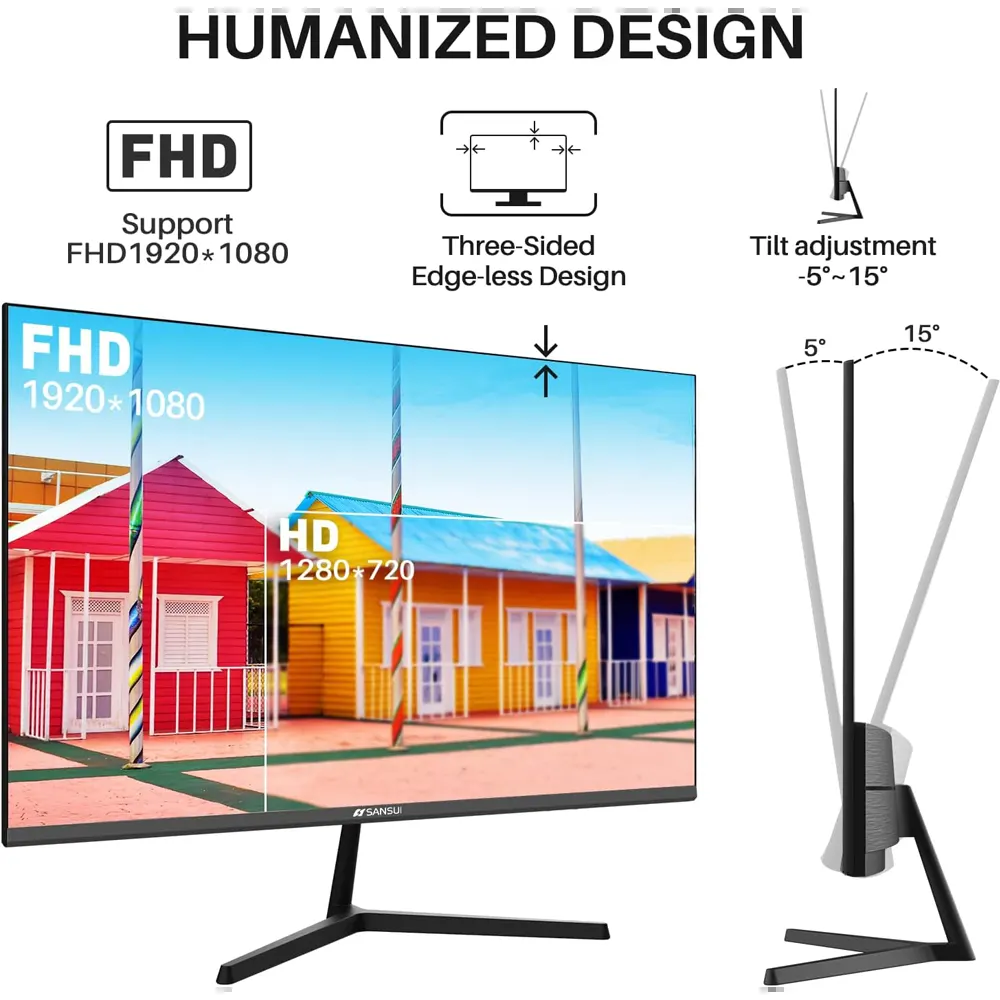 HUMANIZED DESIGN
FHD
Support
FHD1920*1080
Three-Sided
Edge-less Design
Tilt adjustment
-5°~15°
FHD
1920*1080
HD
1280*720
SANSUI
5°
15°